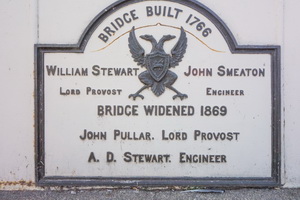 BRIDGE BUILT 1766
WILLIAM STEWART JOHN SMEATON
LORD PROVOST ENGINEER
BRIDGE WIDENED 1869
JOHN PULLAR. LORD PROVOST
A. D. STEWART. ENGINEER